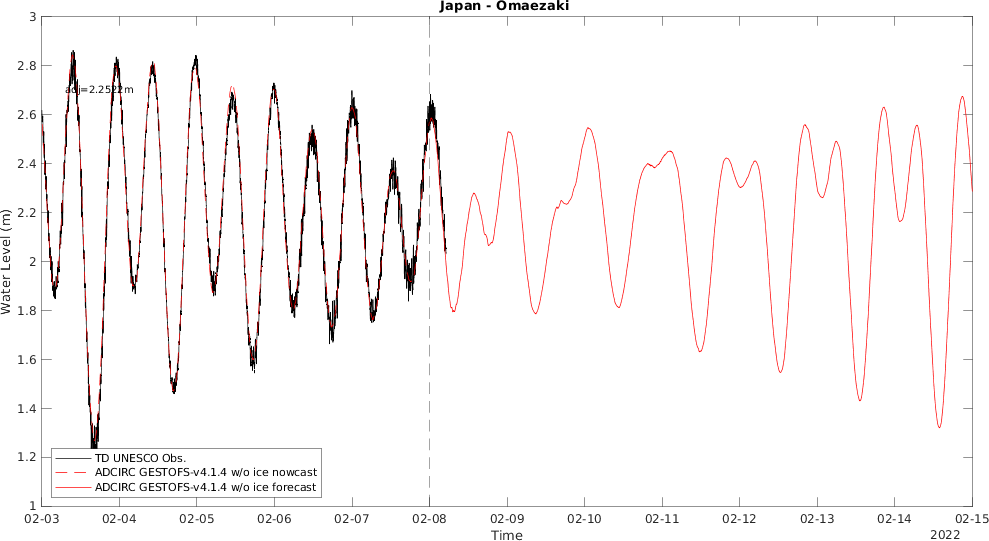 Japan - Omaezaki
3
2.8
2.6
2.4
2.2
2
1.8
1.6
1.4
1.2
1
Water Level (m)
adj=2.2522m
TD UNESCO Obs.
ADCIRC GESTOFS-v4.1.4 w/o ice nowcast
ADCIRC GESTOFS-v4.1.4 w/o ice forecast
02-03 02-04 02-05 02-06 02-07 02-08 02-09 02-10 02-11 02-12 02-13 02-14 02-15
Time
2022